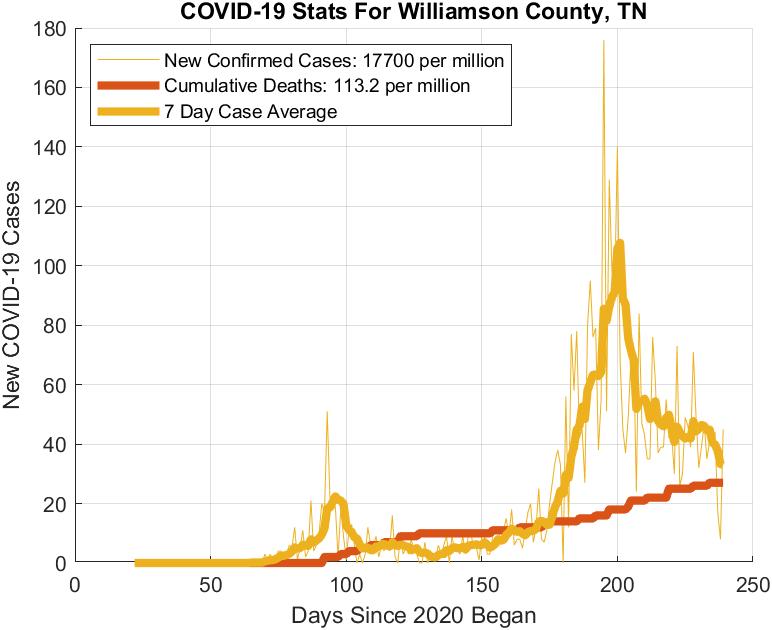 COVID-19 Stats For Williamson County, TN
New Confirmed Cases: 17700 per million
Cumulative Deaths: 113.2 per million
7 Day Case Average
New COVID-19 Cases
180
160
140
120
100
80
60
40
20
0
0 50 100 150 200 250
Days Since 2020 Began